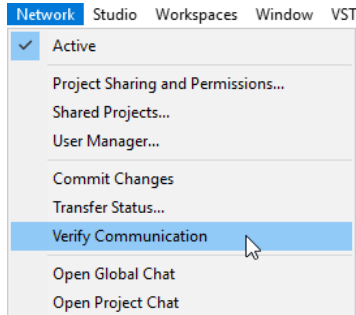 Network Studio Workspaces Window VST
Active
Project Sharing and Permissions...
Shared Projects...
User Manager...
Commit Changes
Transfer Status...
Verify Communication
Open Global Chat
Open Project Chat